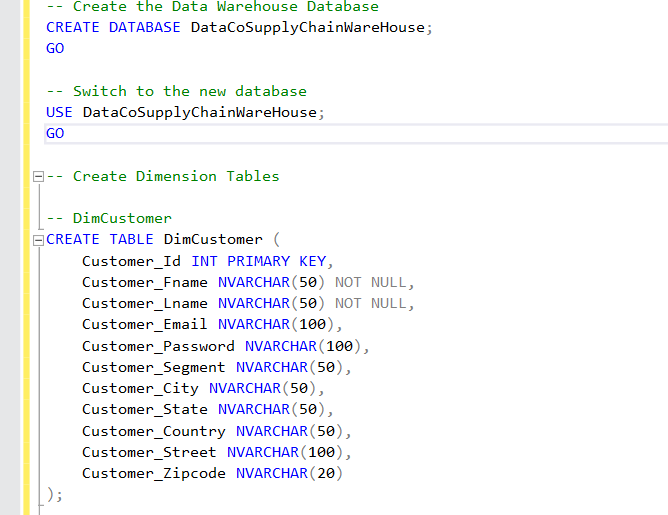 -- Create the Data Warehouse Database
CREATE DATABASE DataCoSupplyChainWareHouse;
GO
-- Switch to the new database
USE DataCoSupplyChainWareHouse;
GO
-- Create Dimension Tables
-- DimCustomer
CREATE TABLE DimCustomer (
    Customer_Id INT PRIMARY KEY,
    Customer_Fname NVARCHAR(50) NOT NULL,
    Customer_Lname NVARCHAR(50) NOT NULL,
    Customer_Email NVARCHAR(100),
    Customer_Password NVARCHAR(100),
    Customer_Segment NVARCHAR(50),
    Customer_City NVARCHAR(50),
    Customer_State NVARCHAR(50),
    Customer_Country NVARCHAR(50),
    Customer_Street NVARCHAR(100),
    Customer_Zipcode NVARCHAR(20)
);